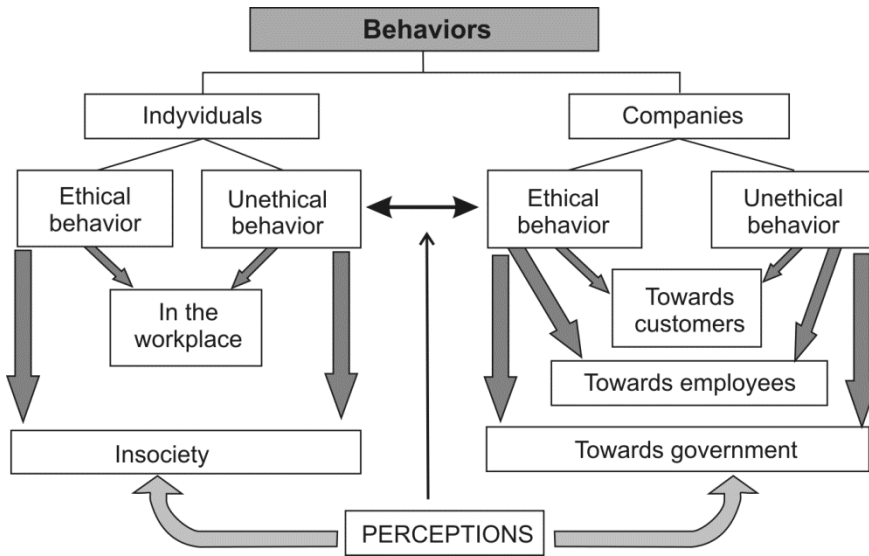 Behaviors
Indyviduals
Companies
Ethical
behavior
Unethical
behavior
Ethical
behavior
Unethical
behavior
In the
workplace
Towards
customers
Towards employees
Insociety
Towards government
PERCEPTIONS